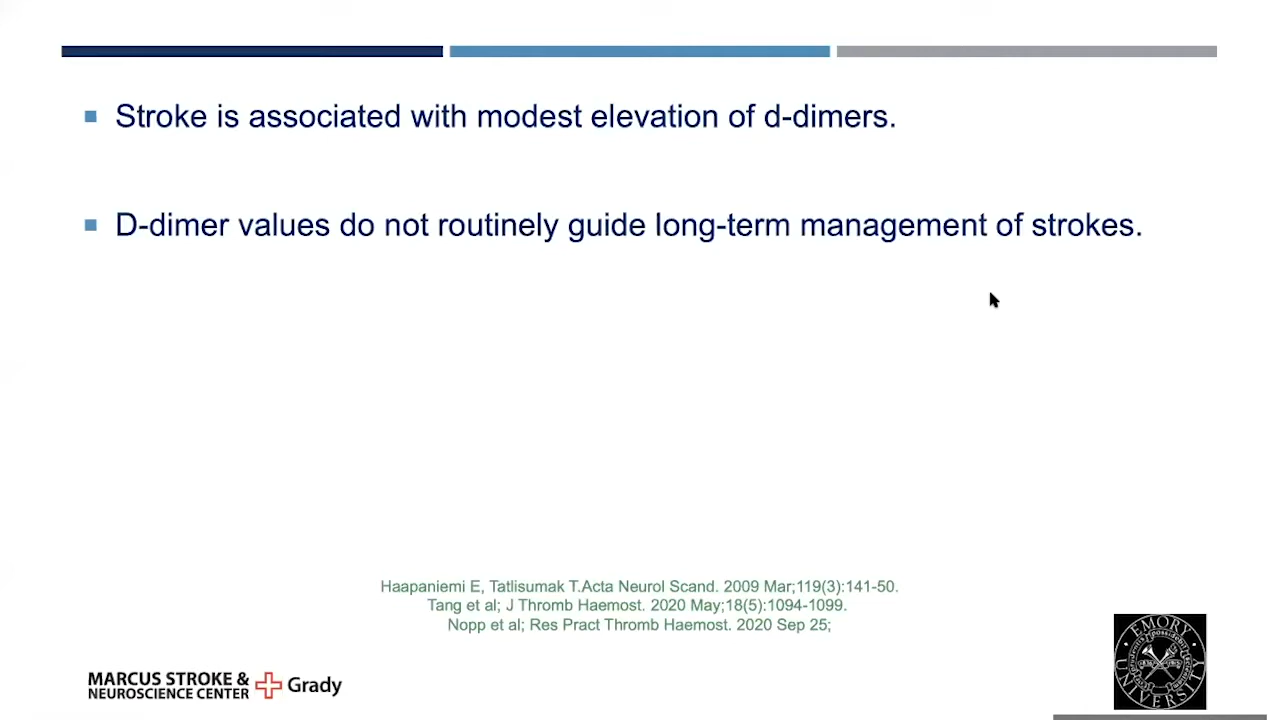 Stroke is associated with modest elevation of d-dimers.
D-dimer values do not routinely guide long-term management of strokes.
Haapaniemi E, Tatlisumak T.Acta Neurol Scand. 2009 Mar;119(3):141-50.
Tang et al; J Thromb Haemost. 2020 May;18(5):1094-1099.
Nopp et al; Res Pract Thromb Haemost. 2020 Sep 25;
MARCUS STROKE &
NEUROSCIENCE CENTER
Grady
EMORY
UNIVERSITY